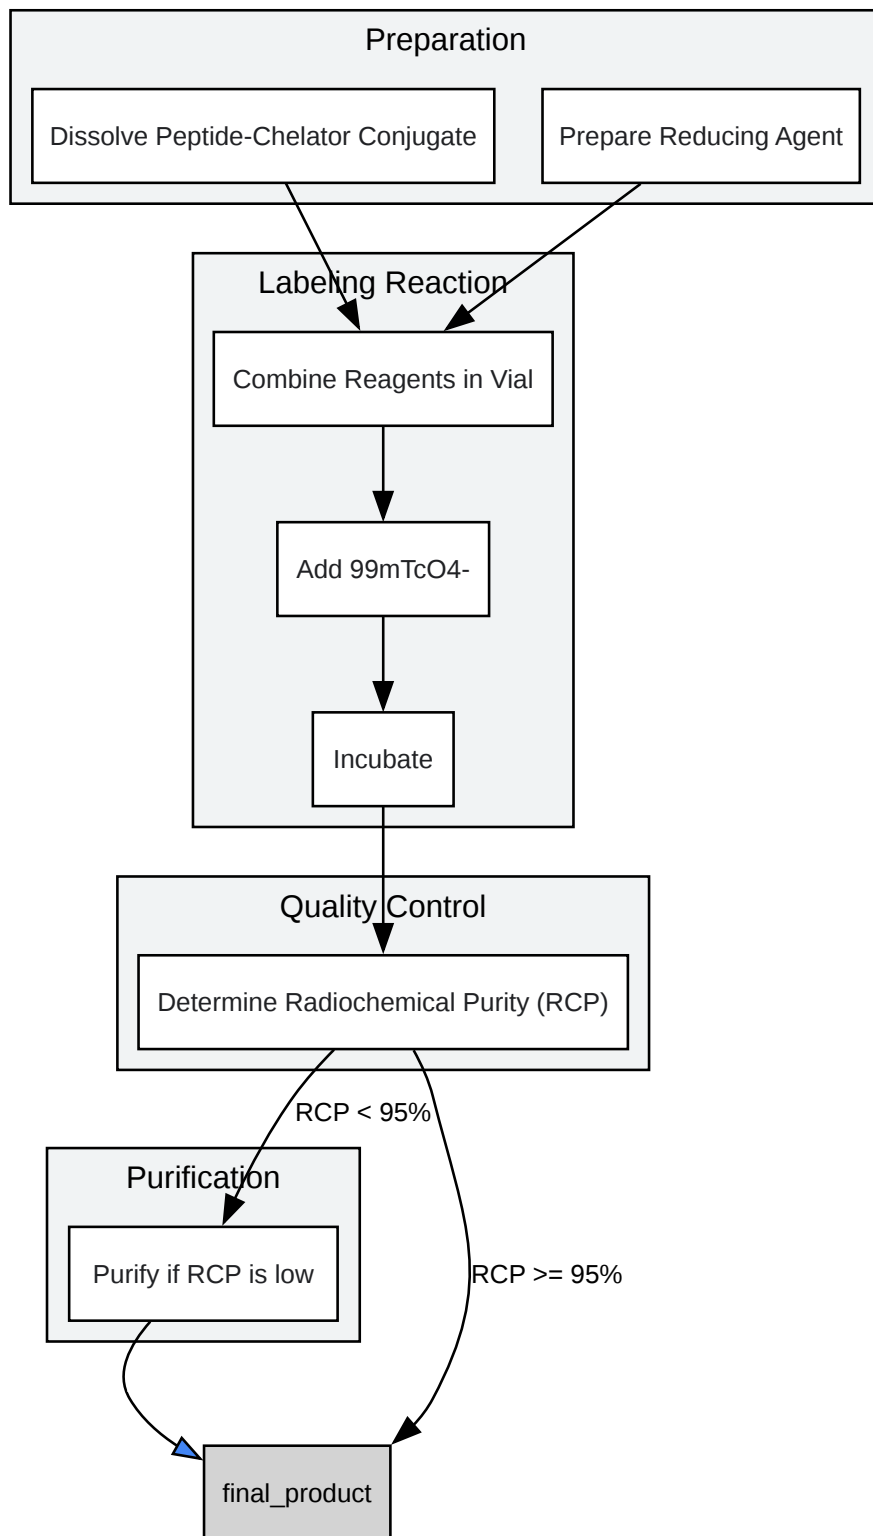 Preparation
Dissolve Peptide-Chelator Conjugate
Prepare Reducing Agent
Labeling Reaction
Combine Reagents in Vial
Add 99mTcO4-
Incubate
Quality Control
Determine Radiochemical Purity (RCP)
RCP < 95%
Purification
Purify if RCP is low
RCP >= 95%
final_product